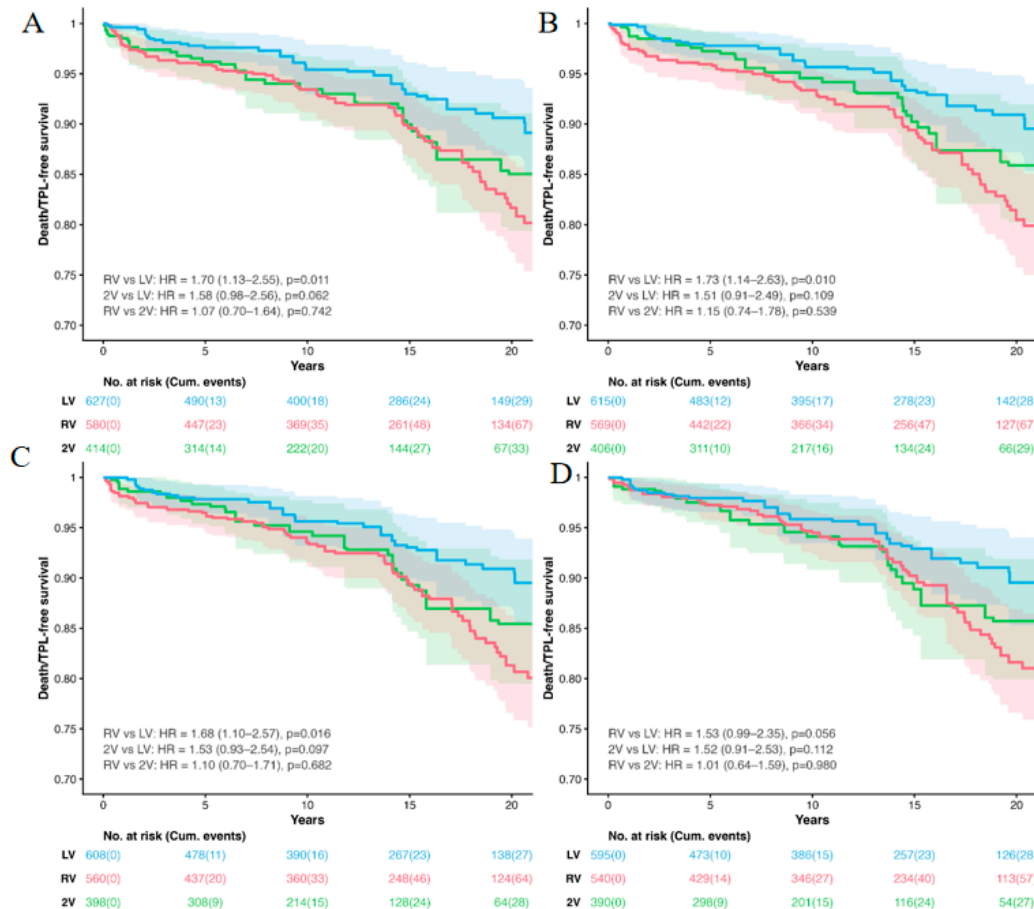 A
1
0.95
0.90
0.85
0.80
0.75
0.70
Death/TPL-free survival
RV vs LV: HR = 1.70 (1.13–2.55), p=0.011
2V vs LV: HR = 1.58 (0.98–2.56), p=0.062
RV vs 2V: HR = 1.07 (0.70–1.64), p=0.742
0 5 10 15 20
Years
No. at risk (Cum. events)
LV 627(0) 490(13) 400(18) 286(24) 149(29)
RV 580(0) 447(23) 369(35) 261(48) 134(67)
2V 414(0) 314(14) 222(20) 144(27) 67(33)
B
1
0.95
0.90
0.85
0.80
0.75
0.70
Death/TPL-free survival
RV vs LV: HR = 1.73 (1.14–2.63), p=0.010
2V vs LV: HR = 1.51 (0.91–2.49), p=0.109
RV vs 2V: HR = 1.15 (0.74–1.78), p=0.539
0 5 10 15 20
Years
No. at risk (Cum. events)
LV 615(0) 483(12) 395(17) 278(23) 142(28
RV 569(0) 442(22) 366(34) 256(47) 127(67
2V 406(0) 311(10) 217(16) 134(24) 66(29)
C
1
0.95
0.90
0.85
0.80
0.75
0.70
Death/TPL-free survival
RV vs LV: HR = 1.68 (1.10–2.57), p=0.016
2V vs LV: HR = 1.53 (0.93–2.54), p=0.097
RV vs 2V: HR = 1.10 (0.70–1.71), p=0.682
0 5 10 15 20
Years
No. at risk (Cum. events)
LV 608(0) 478(11) 390(16) 267(23) 138(27)
RV 560(0) 437(20) 360(33) 248(46) 124(64)
2V 398(0) 308(9) 214(15) 128(24) 64(28)
D
1
0.95
0.90
0.85
0.80
0.75
0.70
Death/TPL-free survival
RV vs LV: HR = 1.53 (0.99–2.35), p=0.056
2V vs LV: HR = 1.52 (0.91–2.53), p=0.112
RV vs 2V: HR = 1.01 (0.64–1.59), p=0.980
0 5 10 15 20
Years
No. at risk (Cum. events)
LV 595(0) 473(10) 386(15) 257(23) 126(28)
RV 540(0) 429(14) 346(27) 234(40) 113(57)
2V 390(0) 298(9) 201(15) 116(24) 54(27)